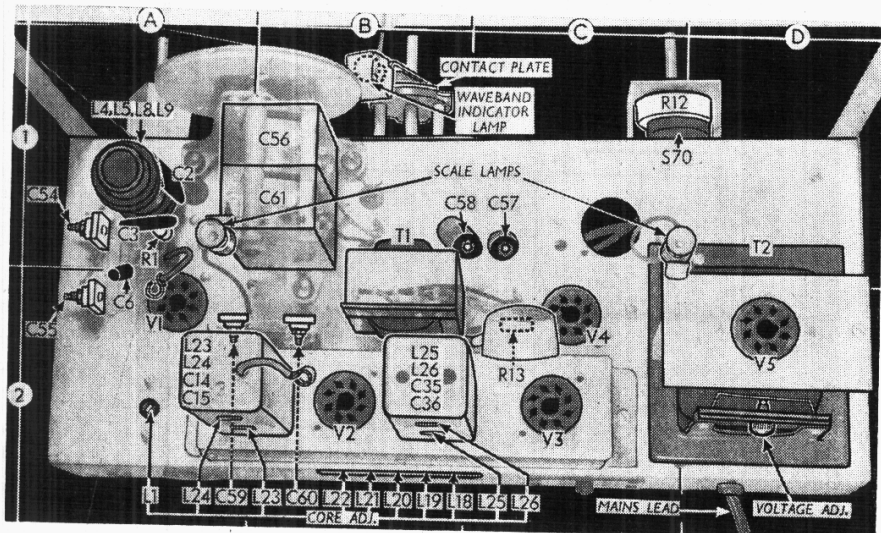 A
B
C
D
CONTACT PLATE
WAVEBAND
INDICATOR
LAMP
L4,L5,L8&L9
R12
1
C56
S70
C2
C61
SCALE LAMPS
C54
C58
C57
C3
T1
T2
R1
C6
C55
V1
V4
L23
L24
C14
C15
L25
L26
C35
C36
R13
V5
2
V2
V3
L1
L24
C59
L23
C60
L22
L21
L20
L19
L18
L25
L26
CORE ADJ.
MAINS LEAD
VOLTAGE ADJ.